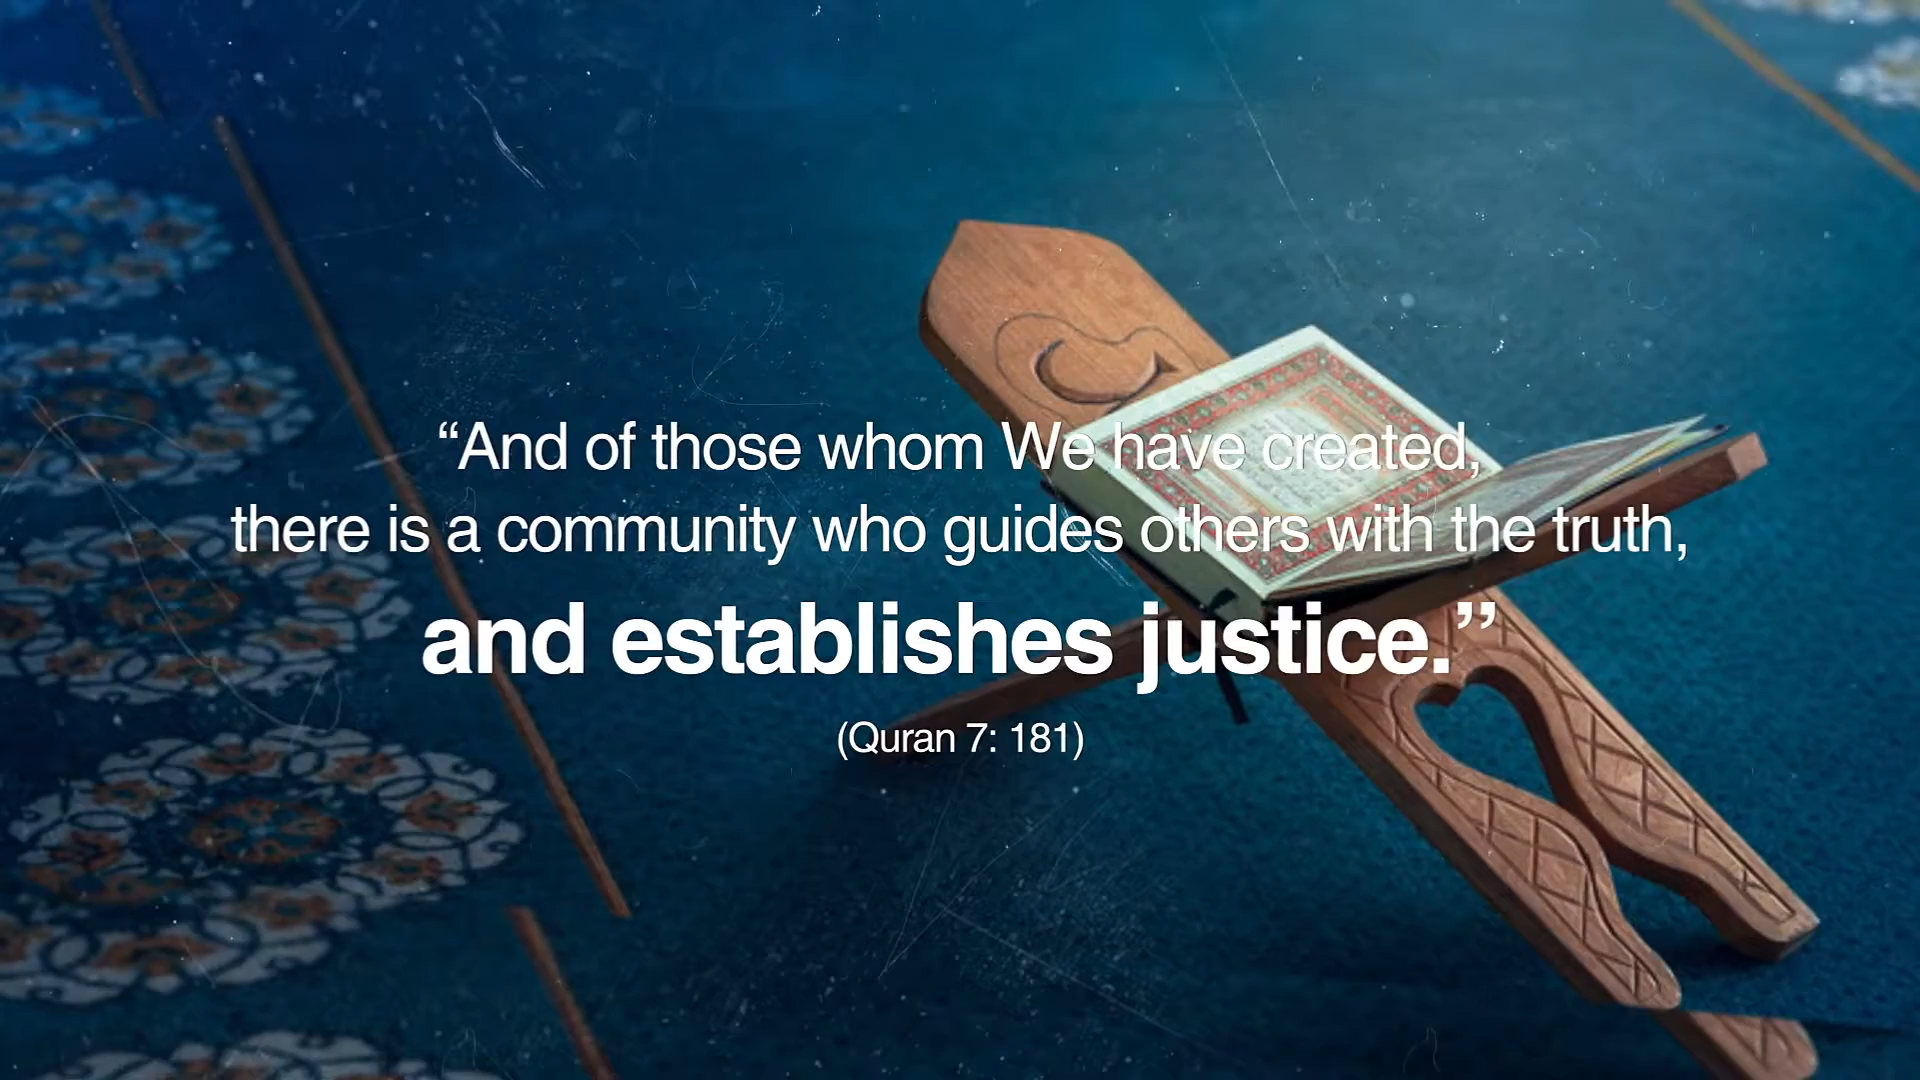 “And of those whom We have created,
there is a community who guides others with the truth,
and establishes justice.”
(Quran 7: 181)